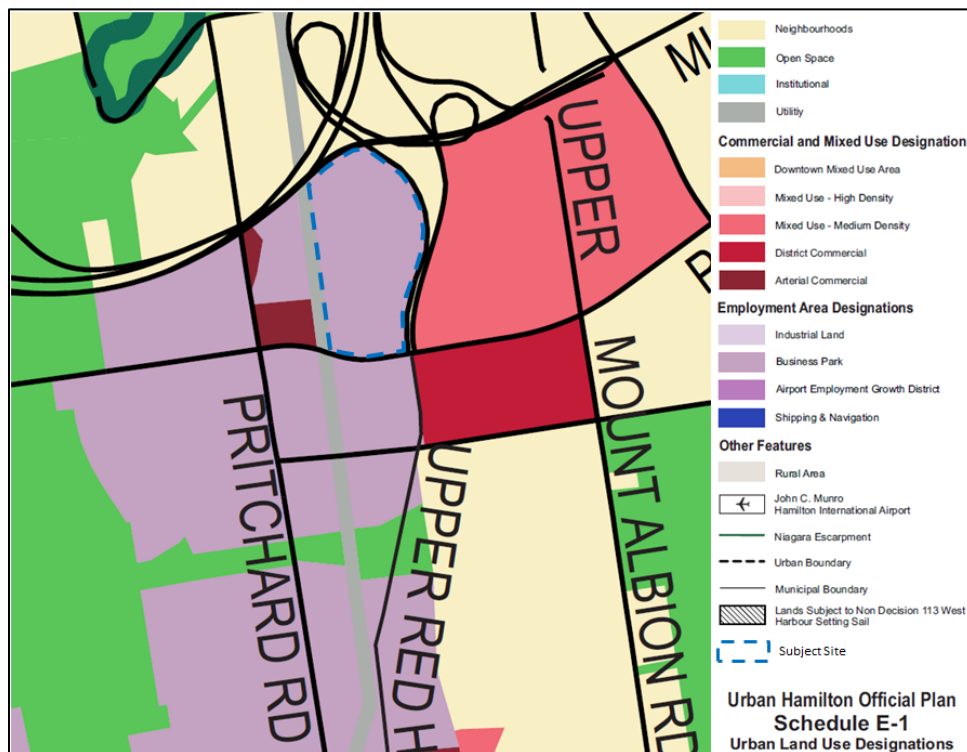 MU
UPPER
P
MOUNT ALBION RD
PRITCHARD RD
UPPER RED H
Neighbourhoods
Open Space
Institutional
Utilitiy
Commercial and Mixed Use Designation
Downtown Mixed Use Area
Mixed Use - High Density
Mixed Use - Medium Density
District Commercial
Arterial Commercial
Employment Area Designations
Industrial Land
Business Park
Airport Employment Growth District
Shipping & Navigation
Other Features
Rural Area
John C. Munro
Hamilton International Airport
Niagara Escarpment
Urban Boundary
Municipal Boundary
Lands Subject to Non Decision 113 West
Harbour Setting Sail
Subject Site
Urban Hamilton Official Plan
Schedule E-1
Urban Land Use Designations